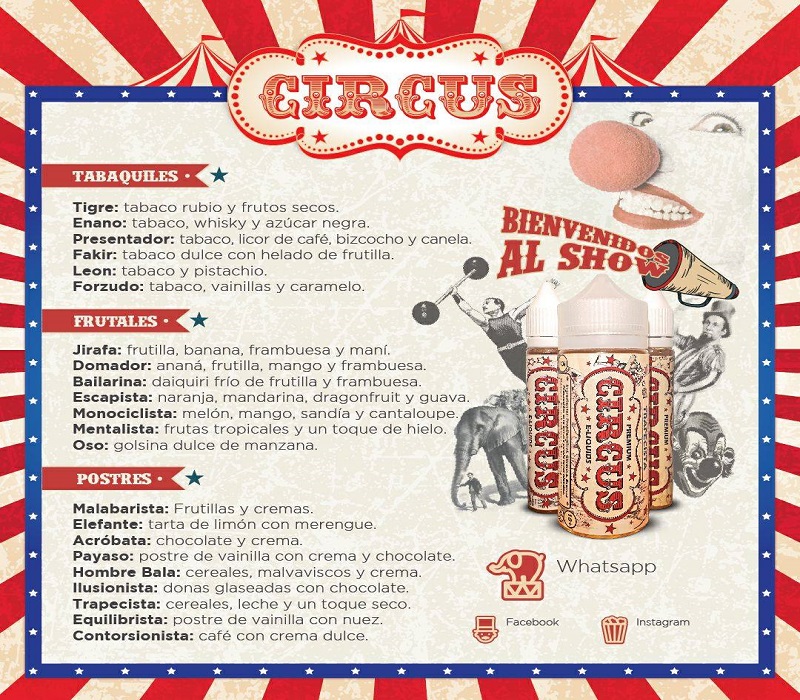 CIRCUS
TABAQUILES
Tigre: tabaco rubio y frutos secos.
Enano: tabaco, whisky y azúcar negra.
Presentador: tabaco, licor de café, bizcocho y canela.
Fakir: tabaco dulce con helado de frutilla.
Leon: tabaco y pistachio.
Forzudo: tabaco, vainillas y caramelo.
FRUTALES
Jirafa: frutilla, banana, frambuesa y maní.
Domador: ananá, frutilla, mango y frambuesa.
Bailarina: daiquiri frío de frutilla y frambuesa.
Escapista: naranja, mandarina, dragonfruit y guava.
Monociclista: melón, mango, sandía y cantaloupe.
Mentalista: frutas tropicales y un toque de hielo.
Oso: golsina dulce de manzana.
POSTRES
Malabarista: Frutillas y cremas.
Elefante: tarta de limón con merengue.
Acróbata: chocolate y crema.
Payaso: postre de vainilla con crema y chocolate.
Hombre Bala: cereales, malvaviscos y crema.
Ilusionista: donas glaseadas con chocolate.
Trapecista: cereales, leche y un toque seco.
Equilibrista: postre de vainilla con nuez.
Contorsionista: café con crema dulce.
BIENVENIDOS
AL SHOW
CIRCUS
PREMIUM
E-LIQUIDS
CIRCUS
CIRCUS
Whatsapp
Facebook
Instagram